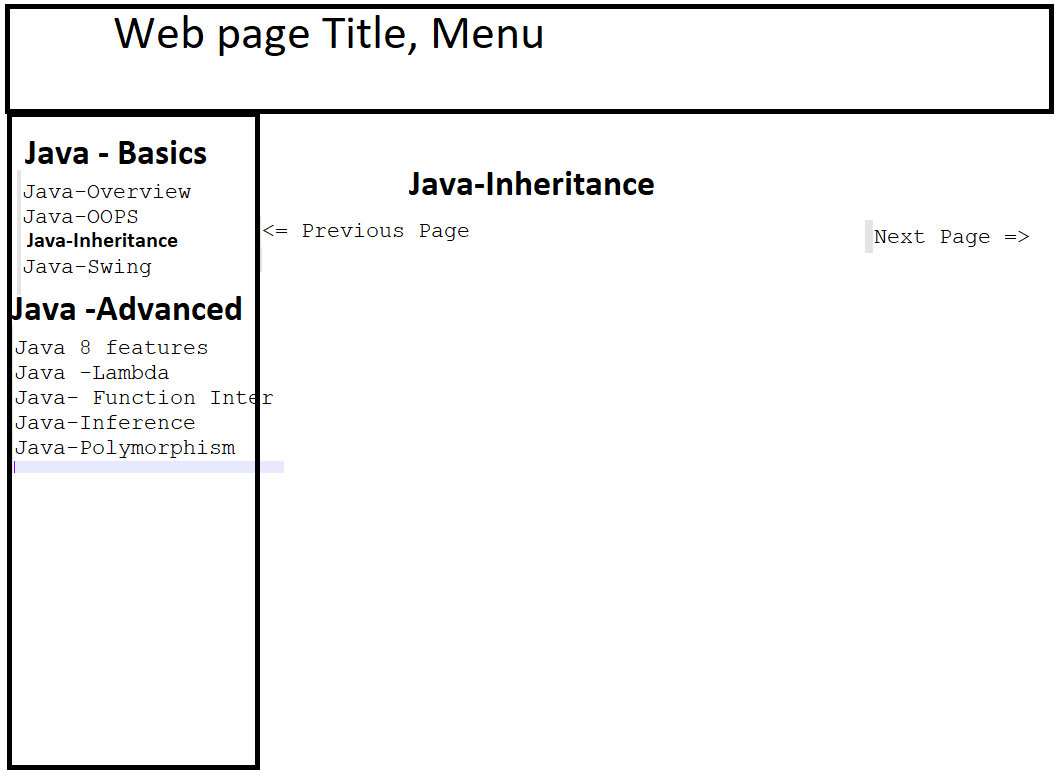 Web page Title, Menu
Java - Basics
Java-Overview
Java-OOPS
Java-Inheritance
Java-Swing
Java -Advanced
Java 8 features
Java -Lambda
Java- Function Inter
Java-Inference
Java-Polymorphism
Java-Inheritance
<= Previous Page
Next Page =>